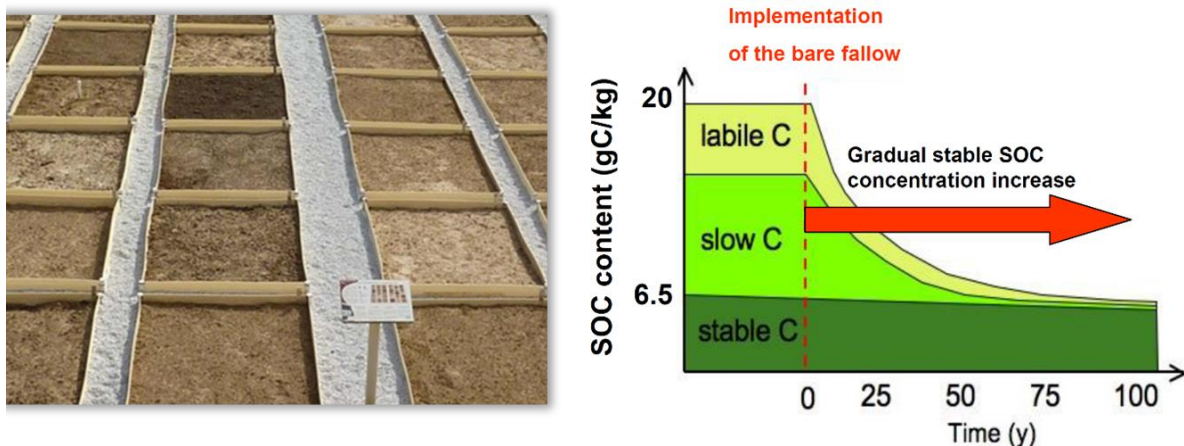 Implementation
of the bare fallow
SOC content (gC/kg)
20
6.5
labile C
slow C
stable C
Gradual stable SOC
concentration increase
0 25 50 75 100
Time (y)